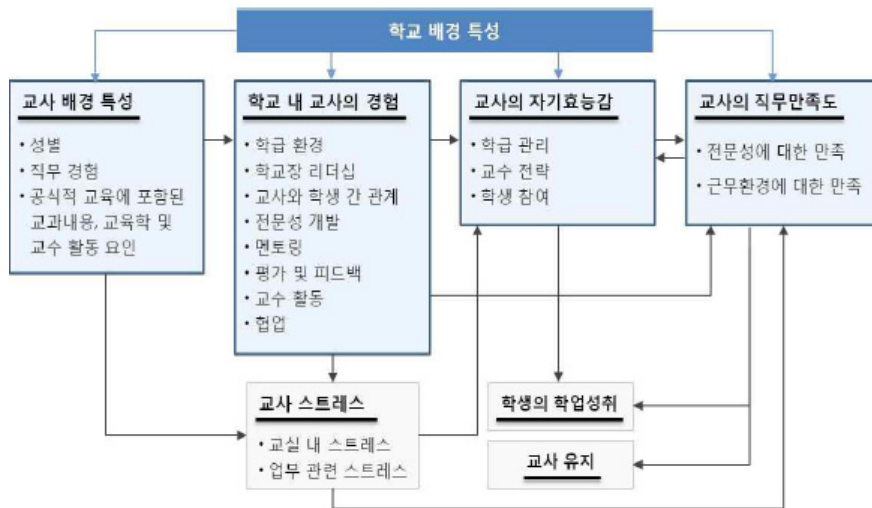 학교 배경 특성
교사 배경 특성
• 성별
• 직무 경험
• 공식적 교육에 포함된
교과내용, 교육학 및
교수 활동 요인
학교 내 교사의 경험
• 학급 환경
• 학교장 리더십
• 교사와 학생 간 관계
• 전문성 개발
• 멘토링
• 평가 및 피드백
• 교수 활동
• 협업
교사의 자기효능감
• 학급 관리
• 교수 전략
• 학생 참여
교사의 직무만족도
• 전문성에 대한 만족
• 근무환경에 대한 만족
교사 스트레스
• 교실 내 스트레스
• 업무 관련 스트레스
학생의 학업성취
교사 유지